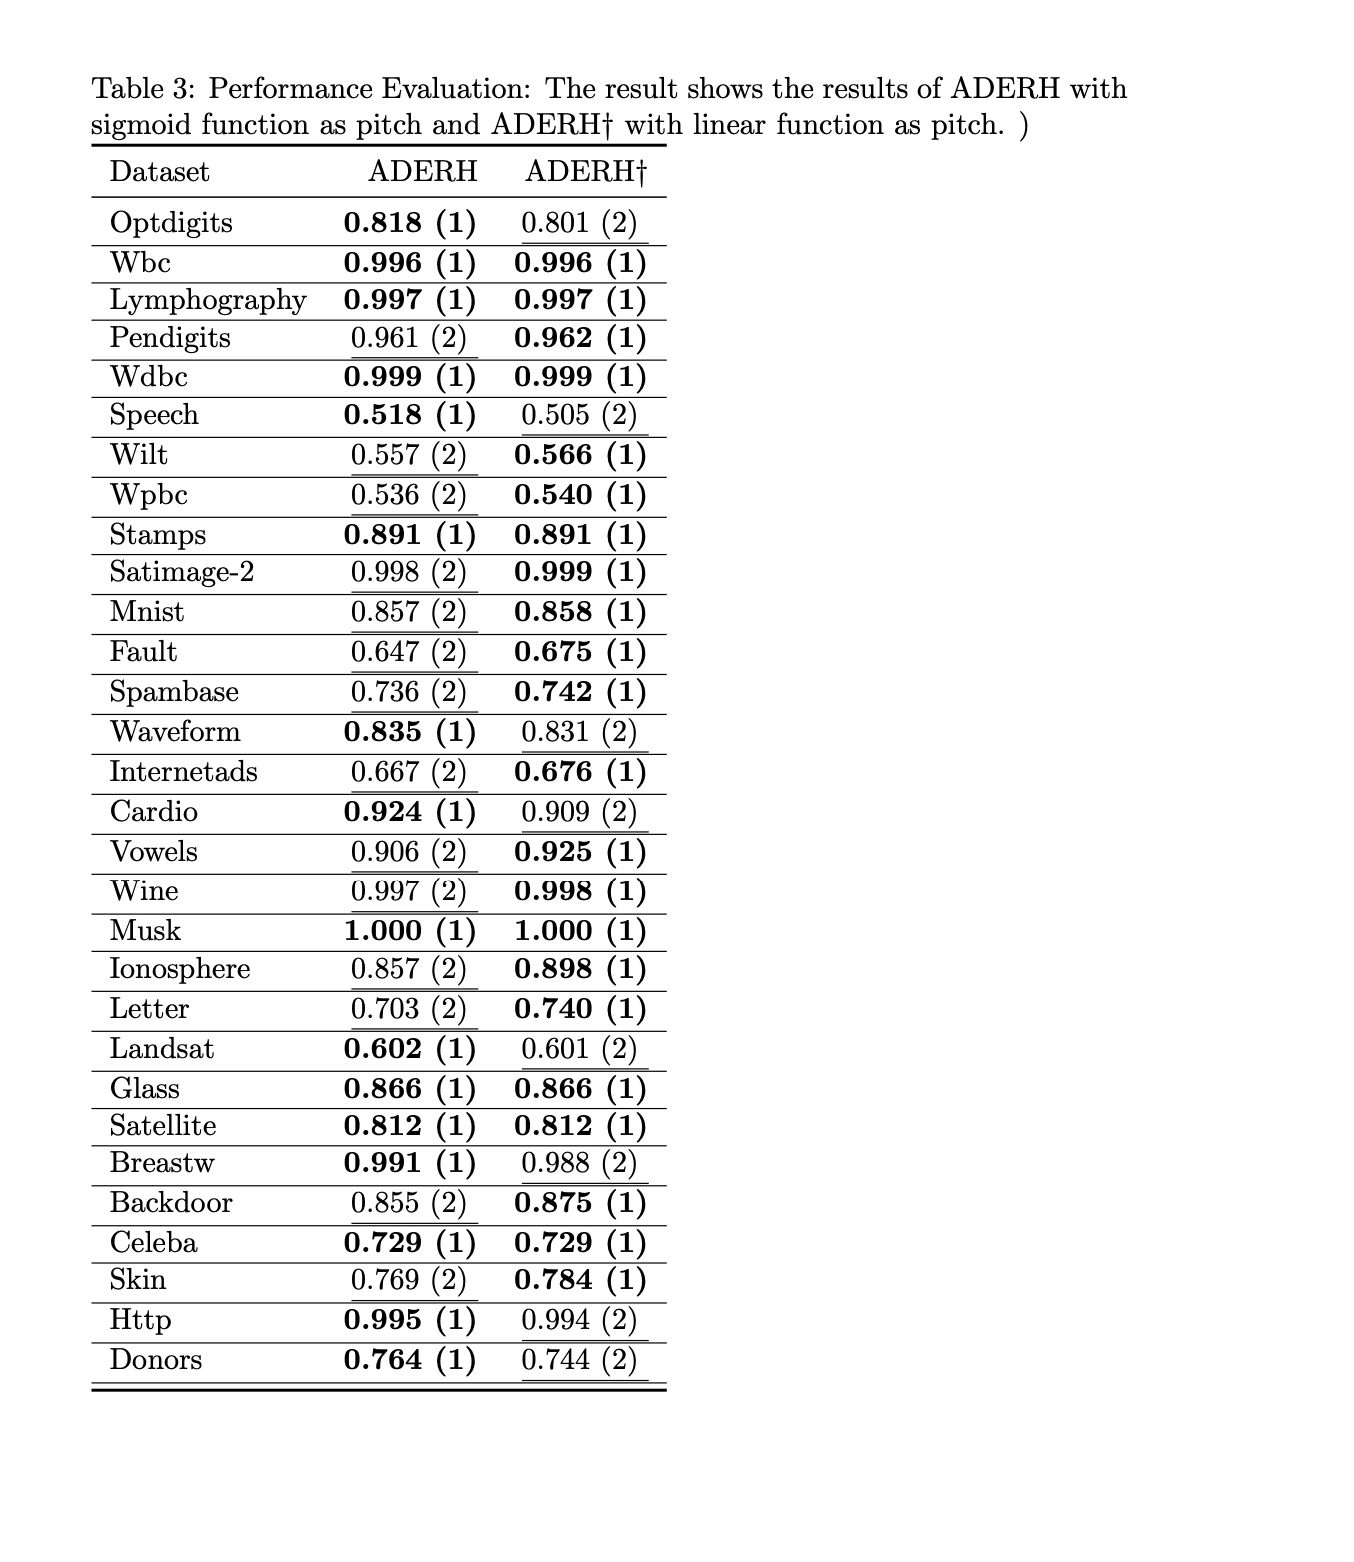 Table 3: Performance Evaluation: The result shows the results of ADERH with
sigmoid function as pitch and ADERH† with linear function as pitch. )
Dataset ADERH ADERH†
Optdigits 0.818 (1) 0.801 (2)
Wbc 0.996 (1) 0.996 (1)
Lymphography 0.997 (1) 0.997 (1)
Pendigits 0.961 (2) 0.962 (1)
Wdbc 0.999 (1) 0.999 (1)
Speech 0.518 (1) 0.505 (2)
Wilt 0.557 (2) 0.566 (1)
Wpbc 0.536 (2) 0.540 (1)
Stamps 0.891 (1) 0.891 (1)
Satimage-2 0.998 (2) 0.999 (1)
Mnist 0.857 (2) 0.858 (1)
Fault 0.647 (2) 0.675 (1)
Spambase 0.736 (2) 0.742 (1)
Waveform 0.835 (1) 0.831 (2)
Internetads 0.667 (2) 0.676 (1)
Cardio 0.924 (1) 0.909 (2)
Vowels 0.906 (2) 0.925 (1)
Wine 0.997 (2) 0.998 (1)
Musk 1.000 (1) 1.000 (1)
Ionosphere 0.857 (2) 0.898 (1)
Letter 0.703 (2) 0.740 (1)
Landsat 0.602 (1) 0.601 (2)
Glass 0.866 (1) 0.866 (1)
Satellite 0.812 (1) 0.812 (1)
Breastw 0.991 (1) 0.988 (2)
Backdoor 0.855 (2) 0.875 (1)
Celeba 0.729 (1) 0.729 (1)
Skin 0.769 (2) 0.784 (1)
Http 0.995 (1) 0.994 (2)
Donors 0.764 (1) 0.744 (2)